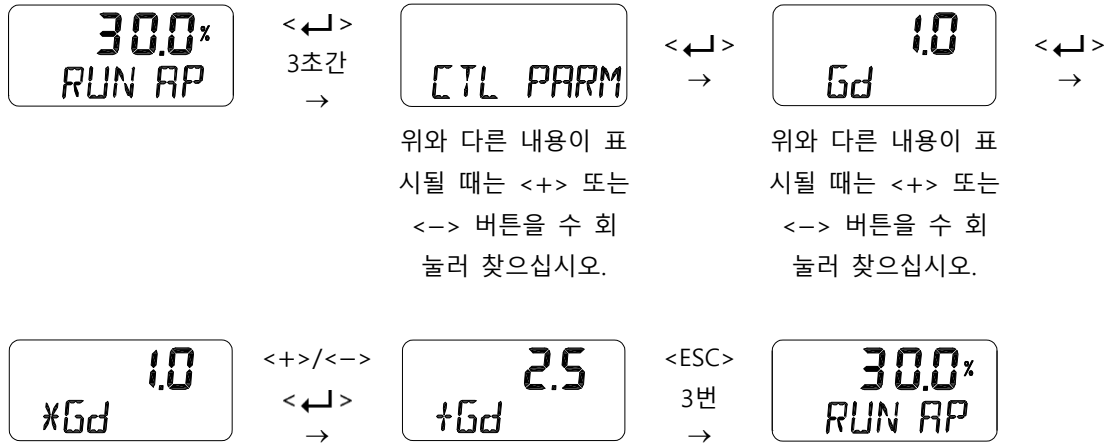 30.0%
RUN AP
< ↵ >
3초간
→
CTL PARM
< ↵ >
→
1.0
Gd
< ↵ >
→
위와 다른 내용이 표
시될 때는 <+> 또는
<−> 버튼을 수 회
눌러 찾으십시오.
위와 다른 내용이 표
시될 때는 <+> 또는
<−> 버튼을 수 회
눌러 찾으십시오.
1.0
*Gd
<+>/<−>
< ↵ >
→
2.5
+Gd
<ESC>
3번
→
30.0%
RUN AP